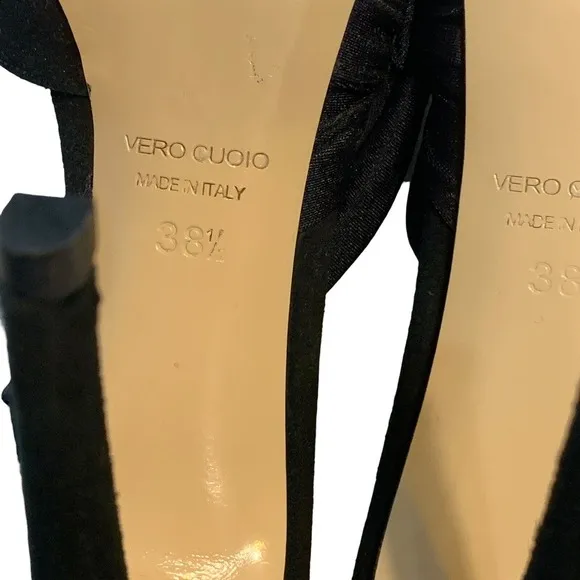 VERO CUOIO
MADE IN ITALY
38½
VERO
MADE IN
38